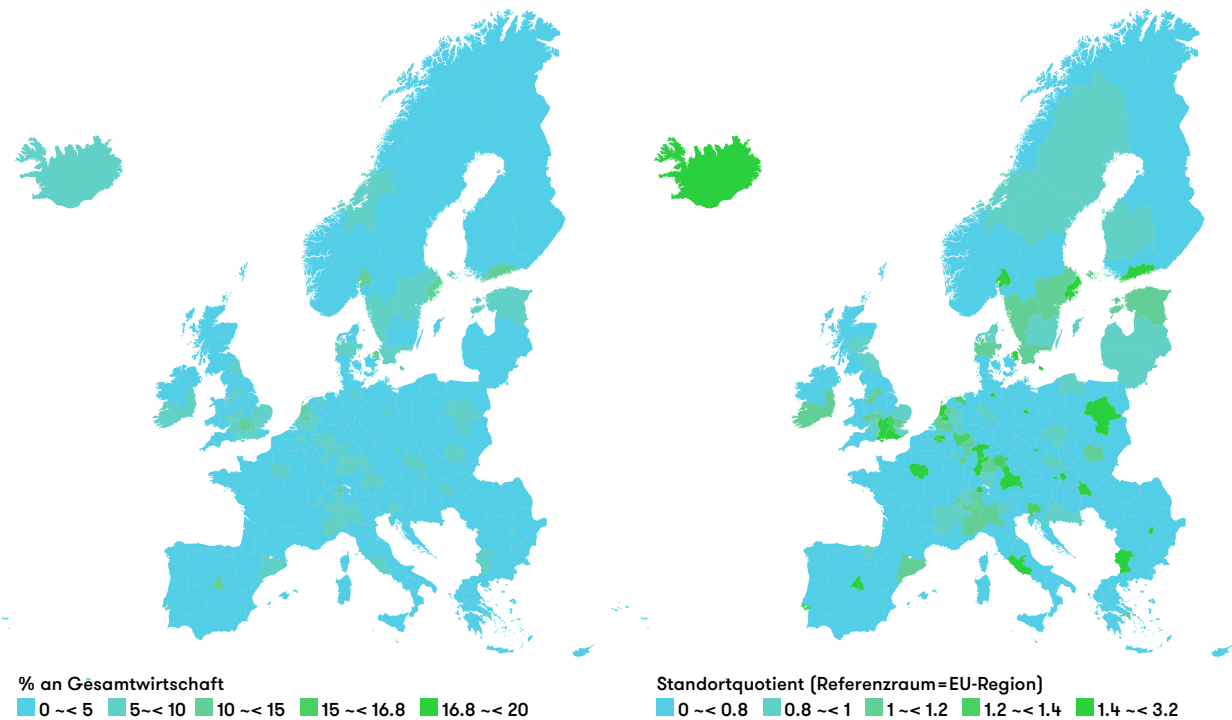 % an Gesamtwirtschaft
0 ~< 5 5~< 10 10 ~< 15 15 ~< 16.8 16.8 ~< 20
Standortquotient (Referenzraum=EU-Region)
0 ~< 0.8 0.8 ~< 1 1 ~< 1.2 1.2 ~< 1.4 1.4 ~< 3.2